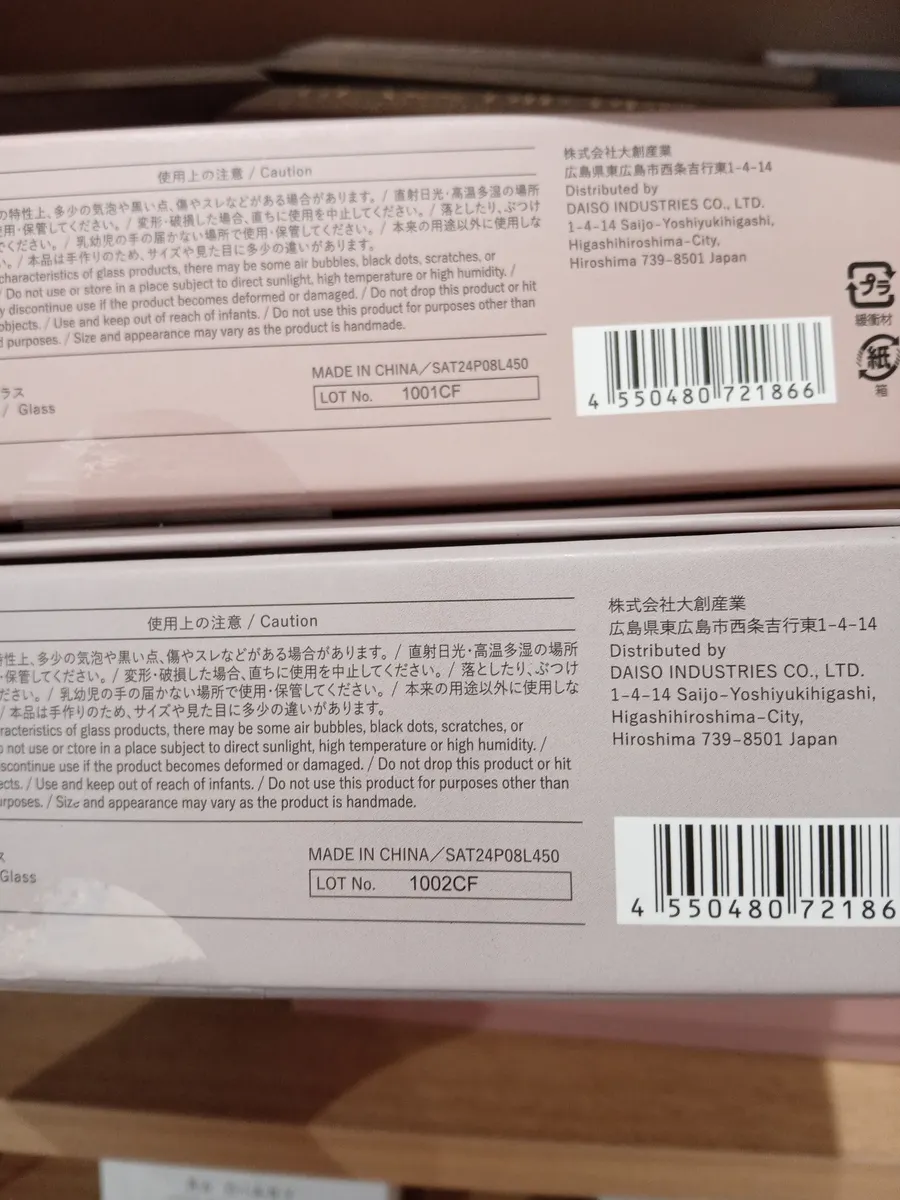 使用上の注意 / Caution
の特性上、多少の気泡や黒い点、傷やスレなどがある場合があります。/ 直射日光・高温多湿の場所
使用・保管してください。/ 変形・破損した場合、直ちに使用を中止してください。/ 落としたり、ぶつけ
でください。/ 乳幼児の手の届かない場所で使用・保管してください。/ 本来の用途以外に使用しな
い。/ 本品は手作りのため、サイズや見た目に多少の違いがあります。
characteristics of glass products, there may be some air bubbles, black dots, scratches, or
/ Do not use or store in a place subject to direct sunlight, high temperature or high humidity. /
y discontinue use if the product becomes deformed or damaged. / Do not drop this product or hit
objects. / Use and keep out of reach of infants. / Do not use this product for purposes other than
d purposes. / Size and appearance may vary as the product is handmade.
ラス
/ Glass
MADE IN CHINA/SAT24P08L450
LOT No. 1001CF
株式会社大創産業
広島県東広島市西条吉行東1-4-14
Distributed by
DAISO INDUSTRIES CO., LTD.
1-4-14 Saijo-Yoshiyukihigashi,
Higashihiroshima-City,
Hiroshima 739-8501 Japan
4 550480 721866
プラ
緩衝材
紙
箱
使用上の注意 / Caution
特性上、多少の気泡や黒い点、傷やスレなどがある場合があります。/ 直射日光・高温多湿の場所
・保管してください。/ 変形・破損した場合、直ちに使用を中止してください。/ 落としたり、ぶつけ
ださい。/ 乳幼児の手の届かない場所で使用・保管してください。/ 本来の用途以外に使用しな
/ 本品は手作りのため、サイズや見た目に多少の違いがあります。
racteristics of glass products, there may be some air bubbles, black dots, scratches, or
o not use or store in a place subject to direct sunlight, high temperature or high humidity. /
scontinue use if the product becomes deformed or damaged. / Do not drop this product or hit
ects. / Use and keep out of reach of infants. / Do not use this product for purposes other than
urposes. / Size and appearance may vary as the product is handmade.
ス
Glass
MADE IN CHINA/SAT24P08L450
LOT No. 1002CF
株式会社大創産業
広島県東広島市西条吉行東1-4-14
Distributed by
DAISO INDUSTRIES CO., LTD.
1-4-14 Saijo-Yoshiyukihigashi,
Higashihiroshima-City,
Hiroshima 739-8501 Japan
4 550480 72186